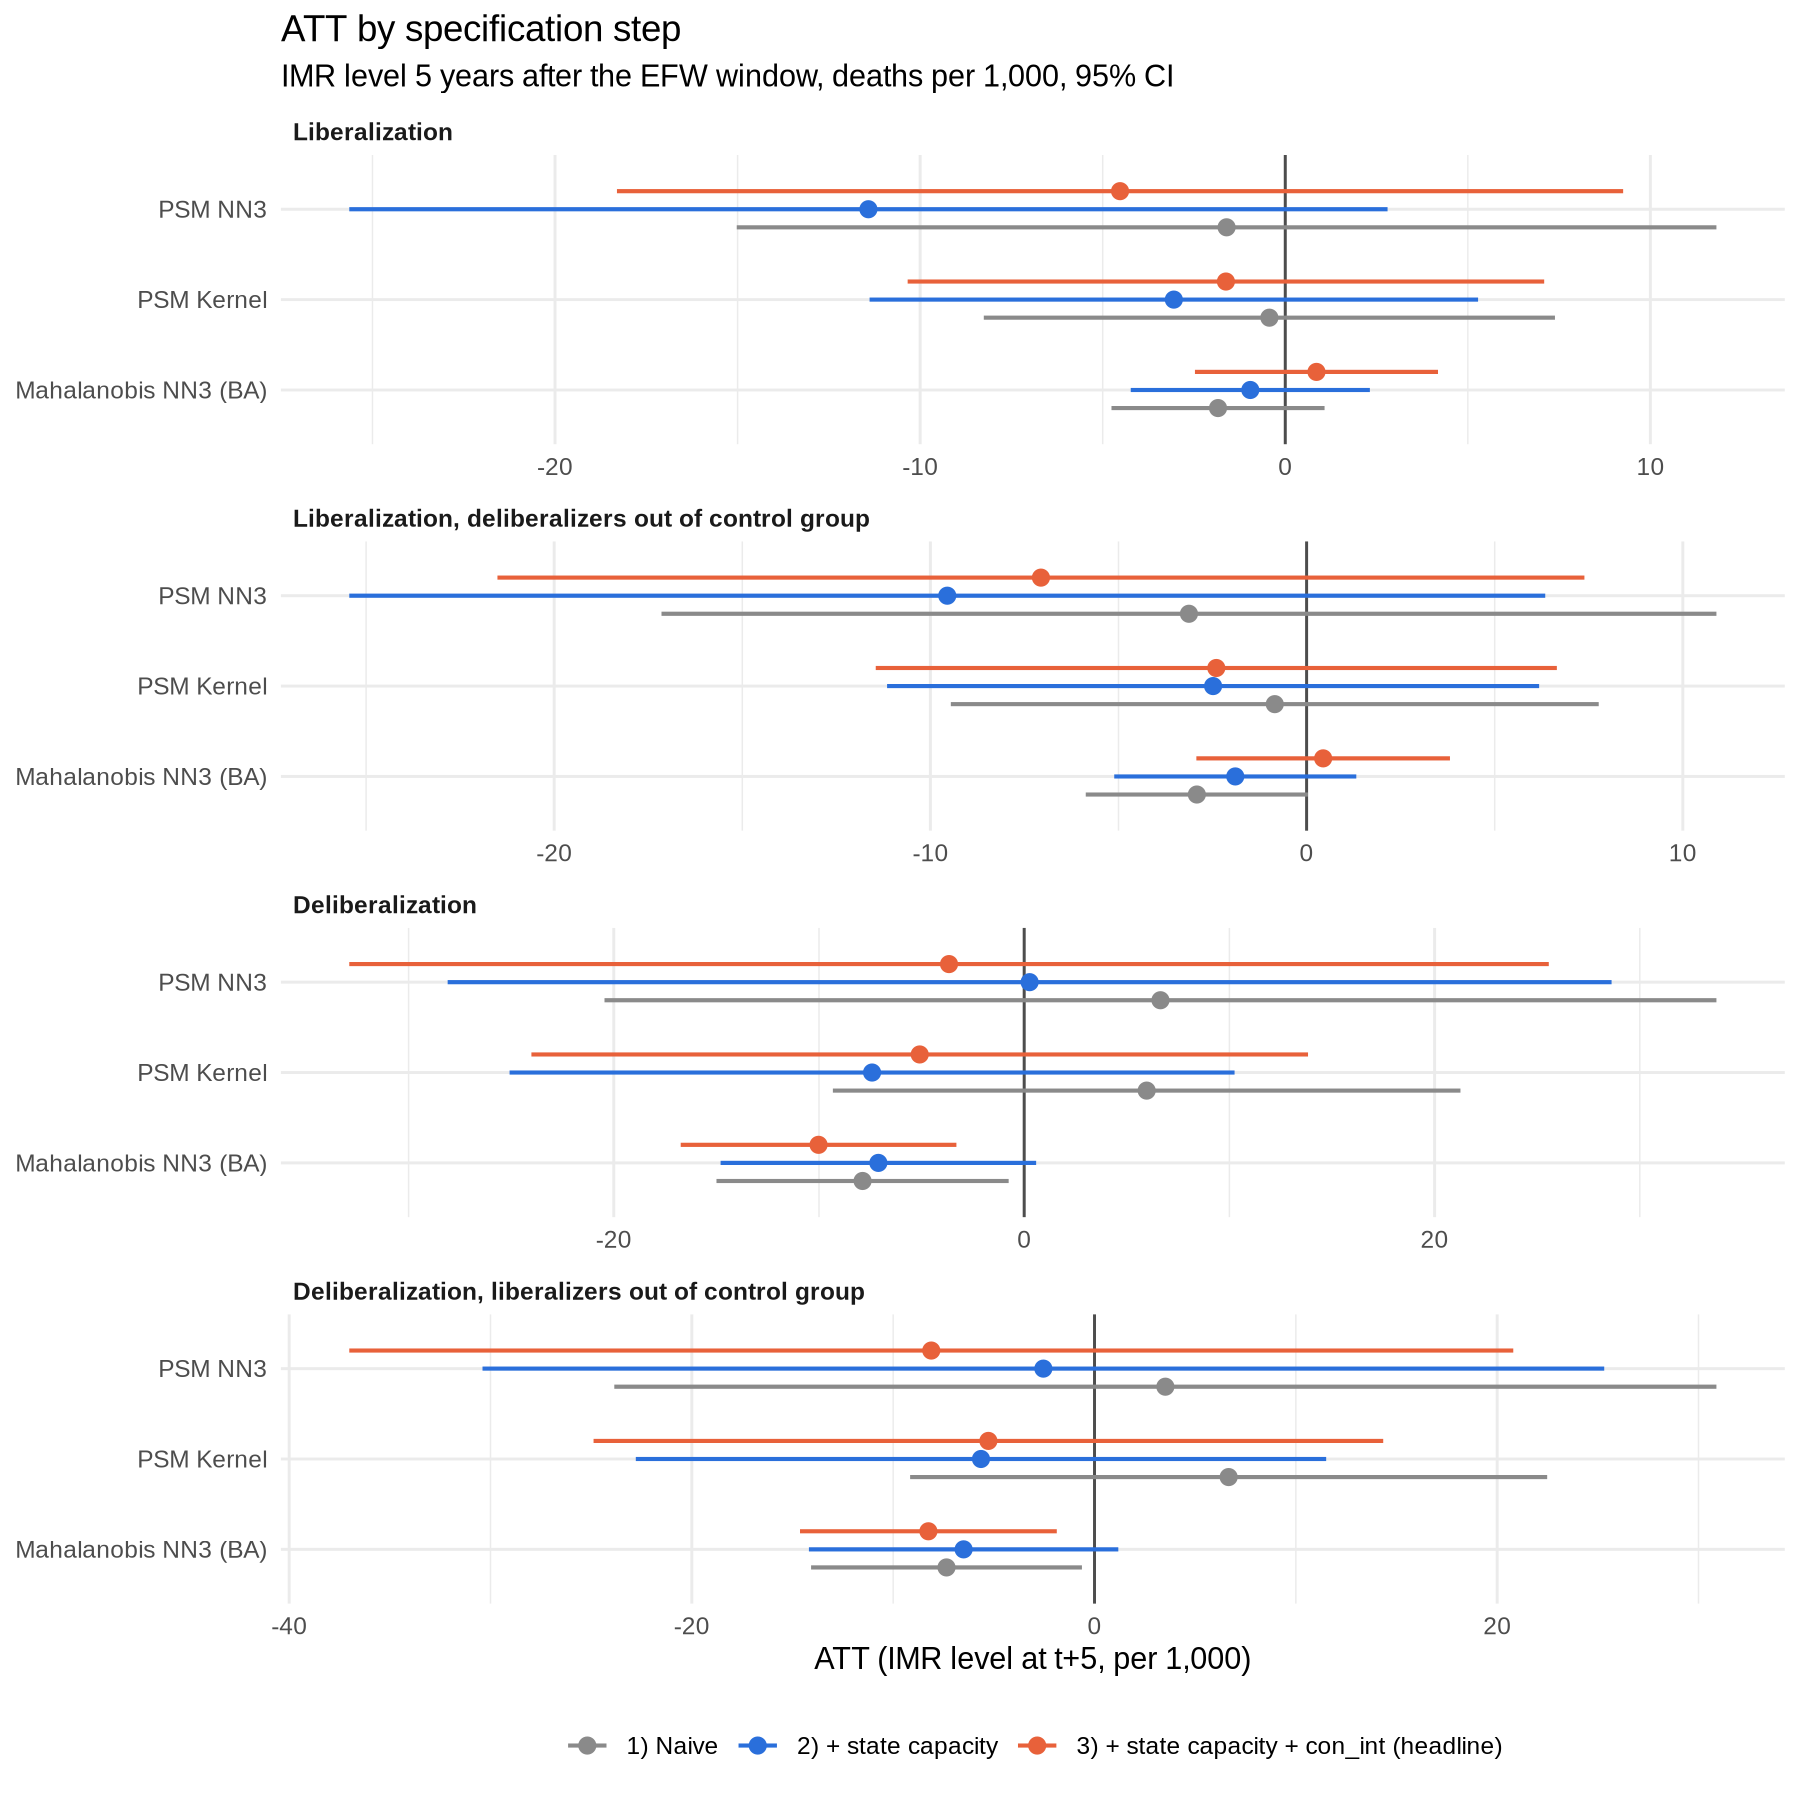 ATT by specification step
IMR level 5 years after the EFW window, deaths per 1,000, 95% CI
Liberalization
PSM NN3
PSM Kernel
Mahalanobis NN3 (BA)
-20 -10 0 10
Liberalization, deliberalizers out of control group
PSM NN3
PSM Kernel
Mahalanobis NN3 (BA)
-20 -10 0 10
Deliberalization
PSM NN3
PSM Kernel
Mahalanobis NN3 (BA)
-20 0 20
Deliberalization, liberalizers out of control group
PSM NN3
PSM Kernel
Mahalanobis NN3 (BA)
-40 -20 0 20
ATT (IMR level at t+5, per 1,000)
1) Naive 2) + state capacity 3) + state capacity + con_int (headline)